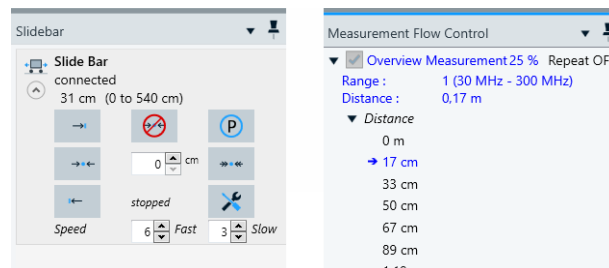 Slidebar
Slide Bar
connected
31 cm (0 to 540 cm)
P
0 cm
stopped
Speed 6 Fast 3 Slow
Measurement Flow Control
Overview Measurement 25 % Repeat OF
Range : 1 (30 MHz - 300 MHz)
Distance : 0,17 m
Distance
0 m
17 cm
33 cm
50 cm
67 cm
89 cm